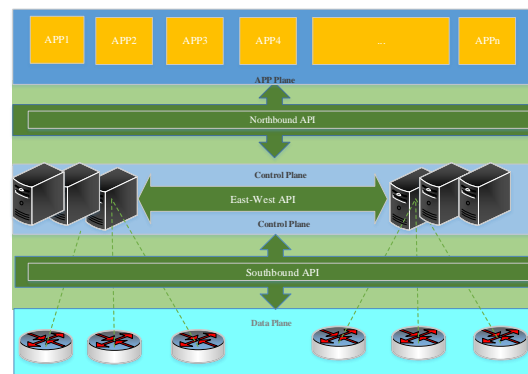 APP1 APP2 APP3 APP4 ... APPn
APP Plane
Northbound API
Control Plane
East-West API
Control Plane
Southbound API
Data Plane